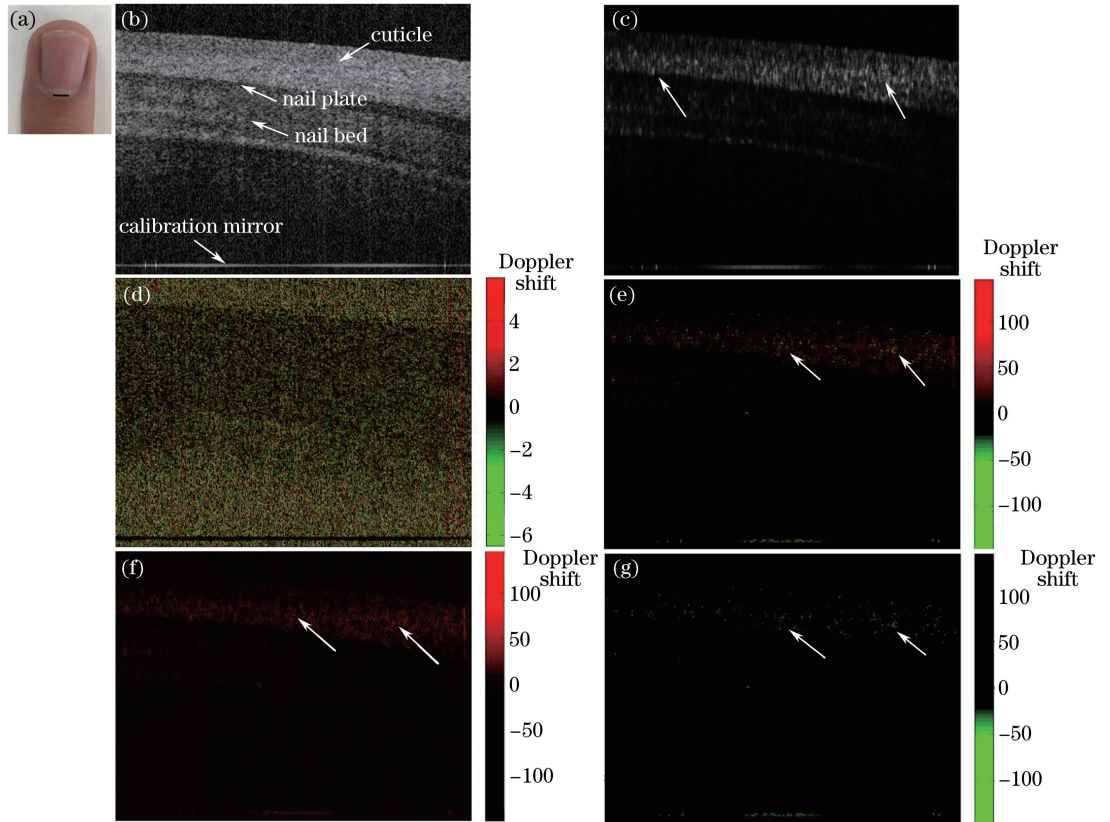 (a)
(b)
cuticle
nail plate
nail bed
calibration mirror
(c)
(d)
Doppler
shift
4
2
0
−2
−4
−6
(e)
Doppler
shift
100
50
0
−50
−100
(f)
Doppler
shift
100
50
0
−50
−100
(g)
Doppler
shift
100
50
0
−50
−100